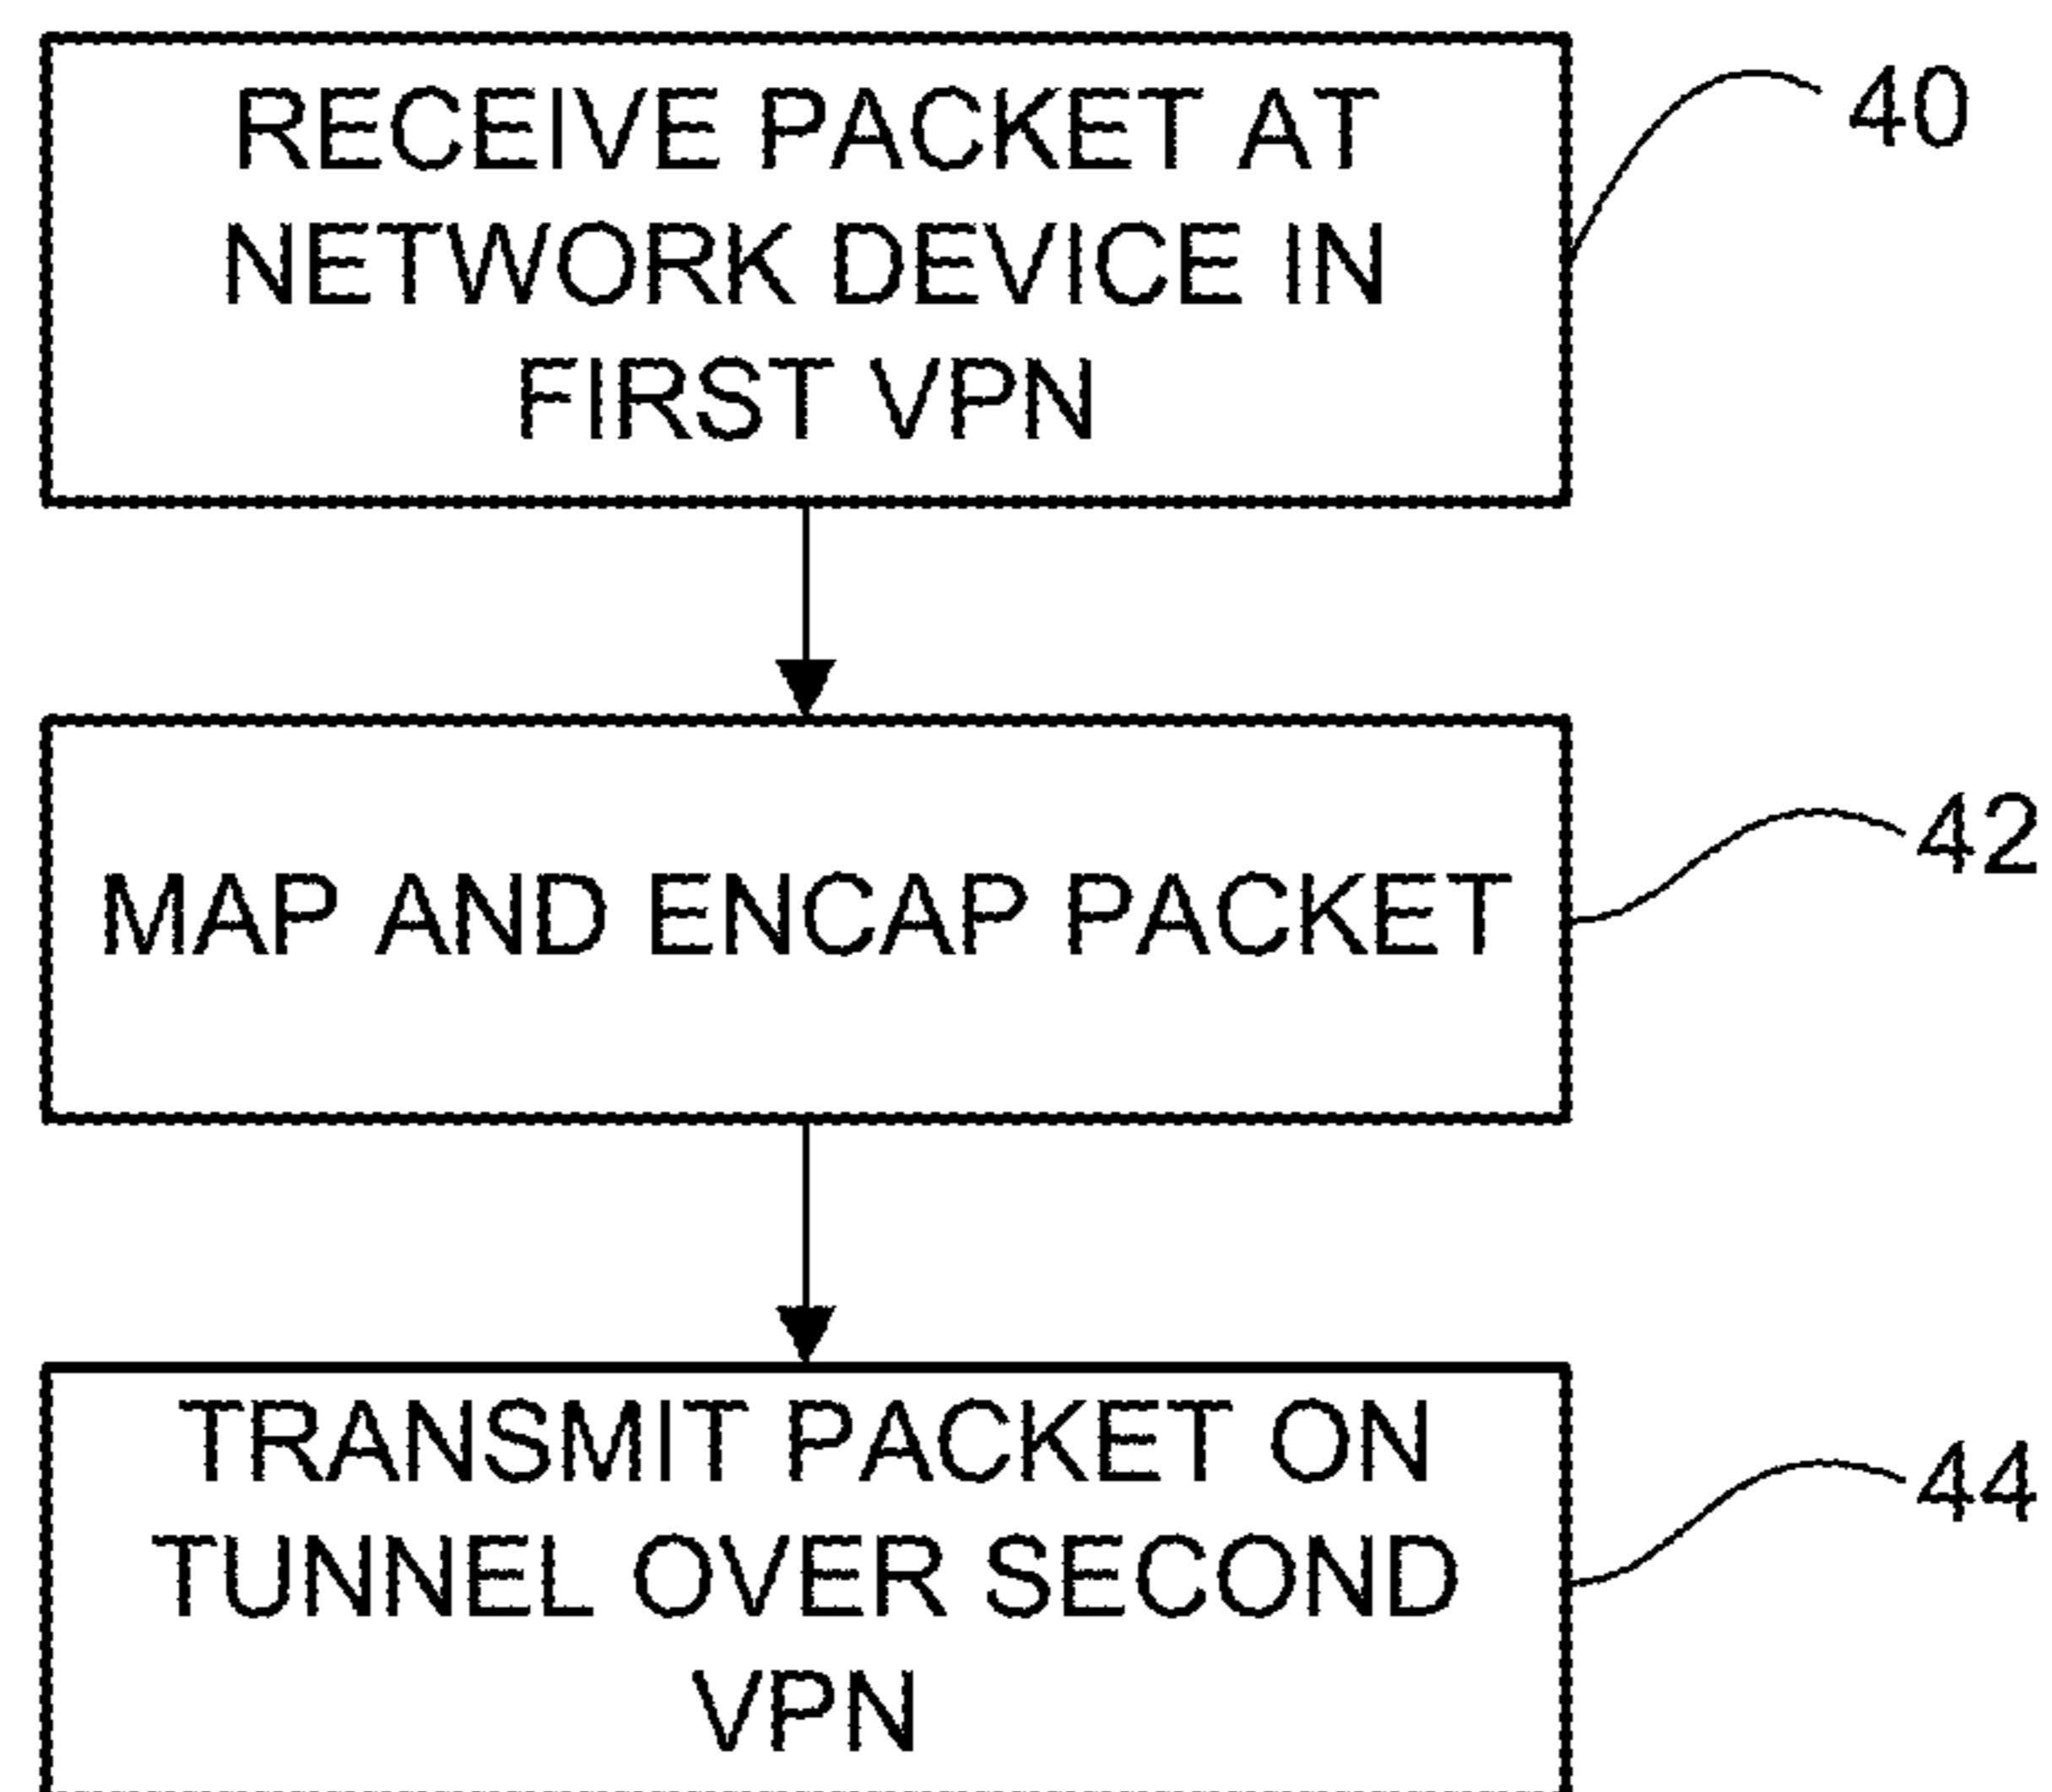 RECEIVE PACKET AT
NETWORK DEVICE IN
FIRST VPN
40
MAP AND ENCAP PACKET
42
TRANSMIT PACKET ON
TUNNEL OVER SECOND
VPN
44